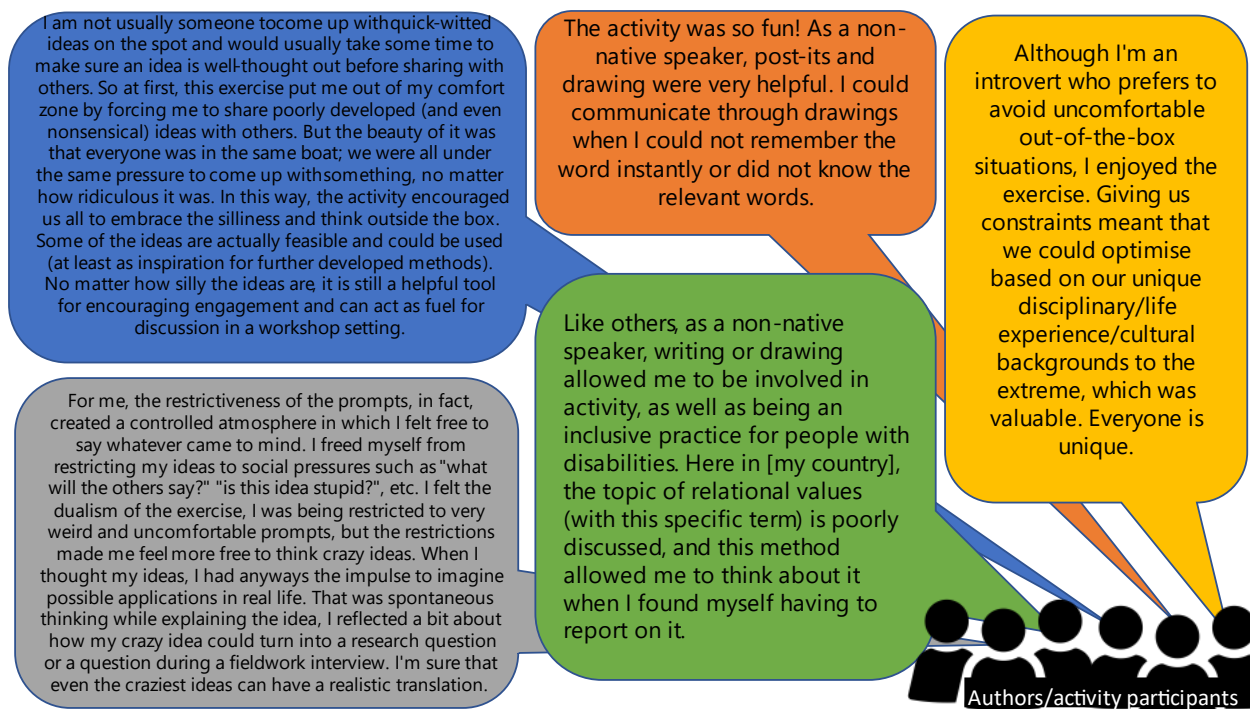 I am not usually someone tocome up withquick-witted
ideas on the spot and would usually take some time to
make sure an idea is well-thought out before sharing with
others. So at first, this exercise put me out of my comfort
zone by forcing me to share poorly developed (and even
nonsensical) ideas with others. But the beauty of it was
that everyone was in the same boat; we were all under
the same pressure to come up withsomething, no matter
how ridiculous it was. In this way, the activity encouraged
us all to embrace the silliness and think outside the box.
Some of the ideas are actually feasible and could be used
(at least as inspiration for further developed methods).
No matter how silly the ideas are, it is still a helpful tool
for encouraging engagement and can act as fuel for
discussion in a workshop setting.
The activity was so fun! As a non-
native speaker, post-its and
drawing were very helpful. I could
communicate through drawings
when I could not remember the
word instantly or did not know the
relevant words.
Although I'm an
introvert who prefers to
avoid uncomfortable
out-of-the-box
situations, I enjoyed the
exercise. Giving us
constraints meant that
we could optimise
based on our unique
disciplinary/life
experience/cultural
backgrounds to the
extreme, which was
valuable. Everyone is
unique.
For me, the restrictiveness of the prompts, in fact,
created a controlled atmosphere in which I felt free to
say whatever came to mind. I freed myself from
restricting my ideas to social pressures such as "what
will the others say?" "is this idea stupid?", etc. I felt the
dualism of the exercise, I was being restricted to very
weird and uncomfortable prompts, but the restrictions
made me feel more free to think crazy ideas. When I
thought my ideas, I had anyways the impulse to imagine
possible applications in real life. That was spontaneous
thinking while explaining the idea, I reflected a bit about
how my crazy idea could turn into a research question
or a question during a fieldwork interview. I'm sure that
even the craziest ideas can have a realistic translation.
Like others, as a non-native
speaker, writing or drawing
allowed me to be involved in
activity, as well as being an
inclusive practice for people with
disabilities. Here in [my country],
the topic of relational values
(with this specific term) is poorly
discussed, and this method
allowed me to think about it
when I found myself having to
report on it.
Authors/activity participants